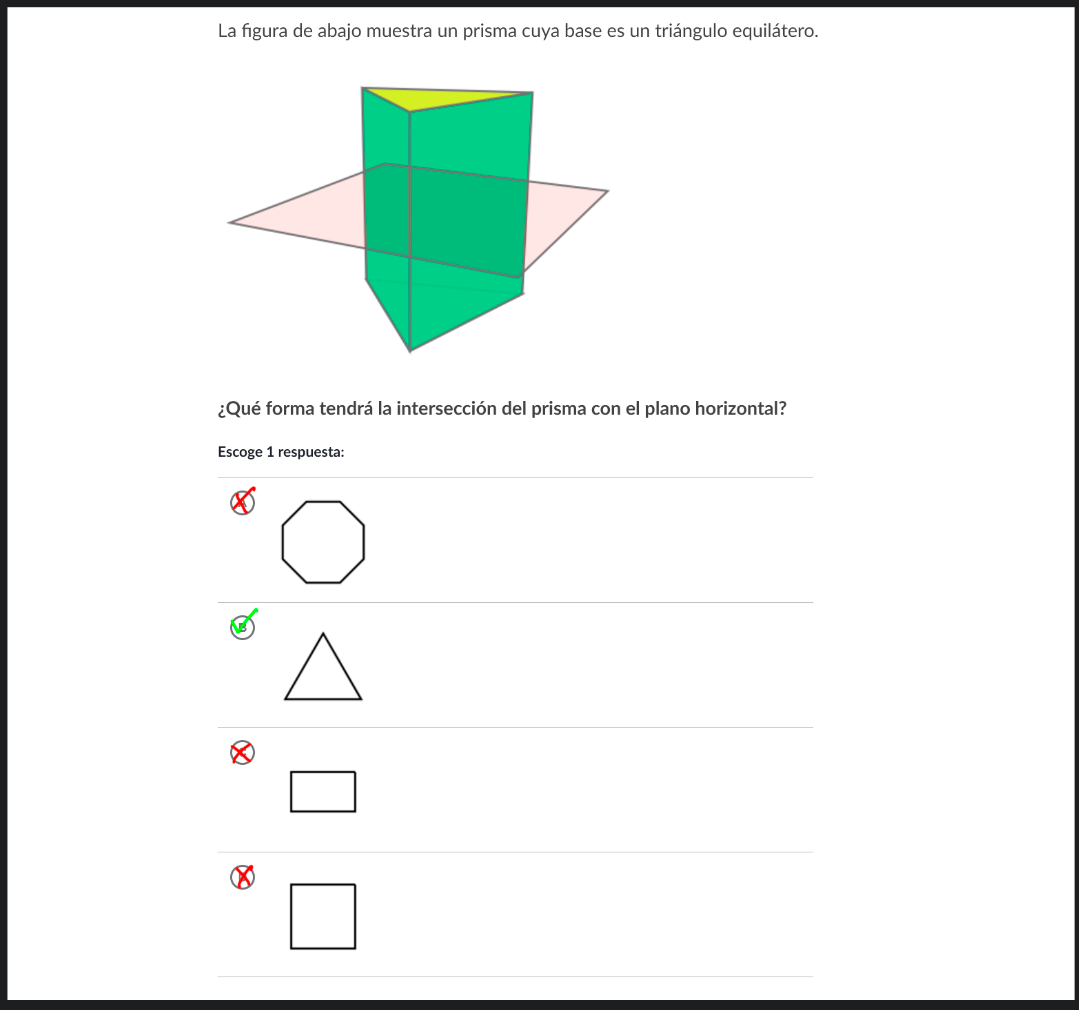 La figura de abajo muestra un prisma cuya base es un triángulo equilátero.
¿Qué forma tendrá la intersección del prisma con el plano horizontal?
Escoge 1 respuesta:
B